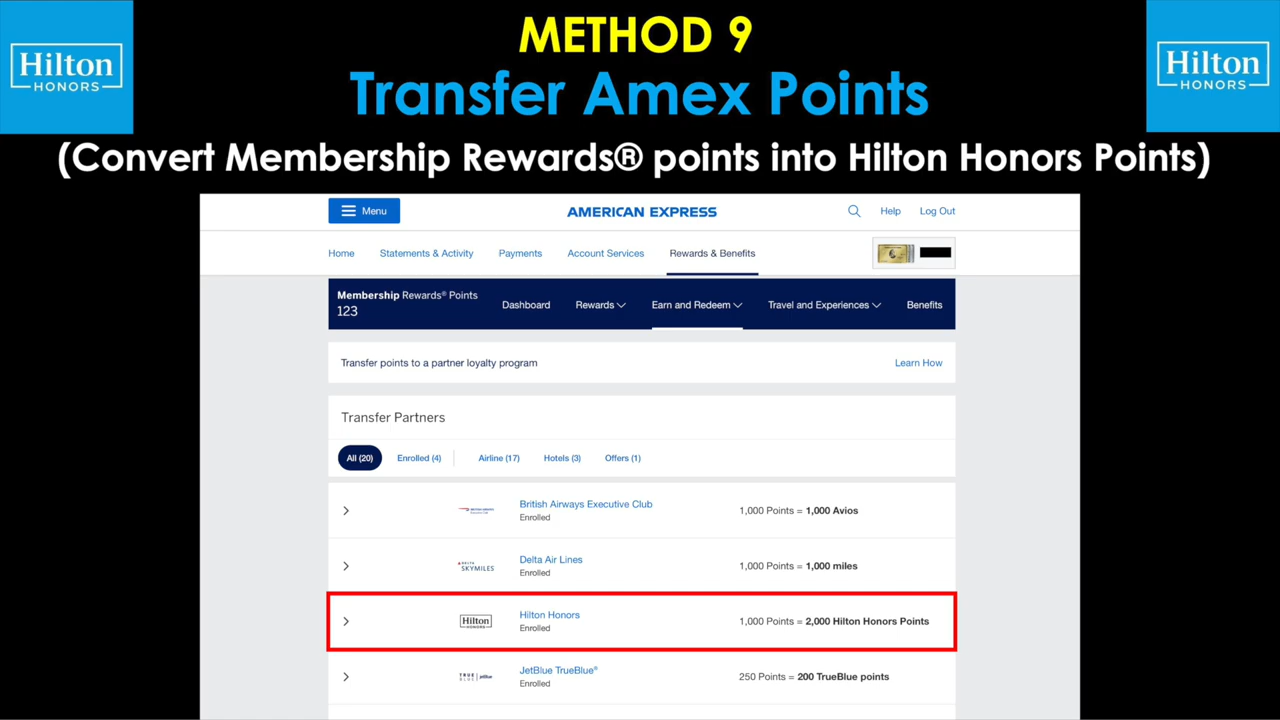 METHOD 9
Hilton
HONORS
Transfer Amex Points
Hilton
HONORS
(Convert Membership Rewards® points into Hilton Honors Points)
Menu
AMERICAN EXPRESS
Help
Log Out
Home
Statements & Activity
Payments
Account Services
Rewards & Benefits
Membership Rewards® Points
123
Dashboard
Rewards
Earn and Redeem
Travel and Experiences
Benefits
Transfer points to a partner loyalty program
Learn How
Transfer Partners
All (20)
Enrolled (4)
Airline (17)
Hotels (3)
Offers (1)
British Airways Executive Club
Enrolled
1,000 Points = 1,000 Avios
DELTA
SKYMILES
Delta Air Lines
Enrolled
1,000 Points = 1,000 miles
Hilton
HONORS
Hilton Honors
Enrolled
1,000 Points = 2,000 Hilton Honors Points
TRUE
BLUE
jetBlue
JetBlue TrueBlue®
Enrolled
250 Points = 200 TrueBlue points